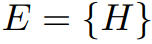 E = {H}